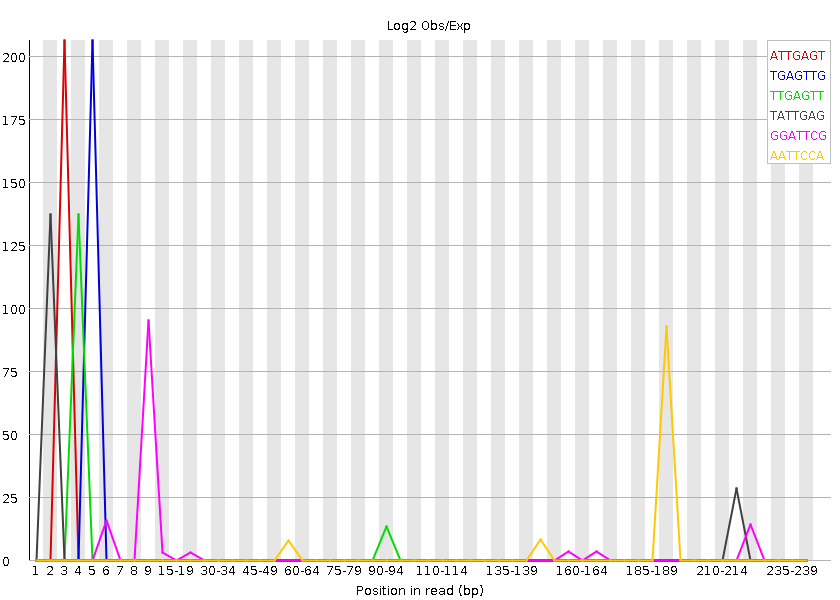 Log2 Obs/Exp
200
175
150
125
100
75
50
25
0
ATTGAGT
TGAGTTG
TTGAGTT
TATTGAG
GGATTCG
AATTCCA
1 2 3 4 5 6 7 8 9 15-19 30-34 45-49 60-64 75-79 90-94 110-114 135-139 160-164 185-189 210-214 235-239
Position in read (bp)